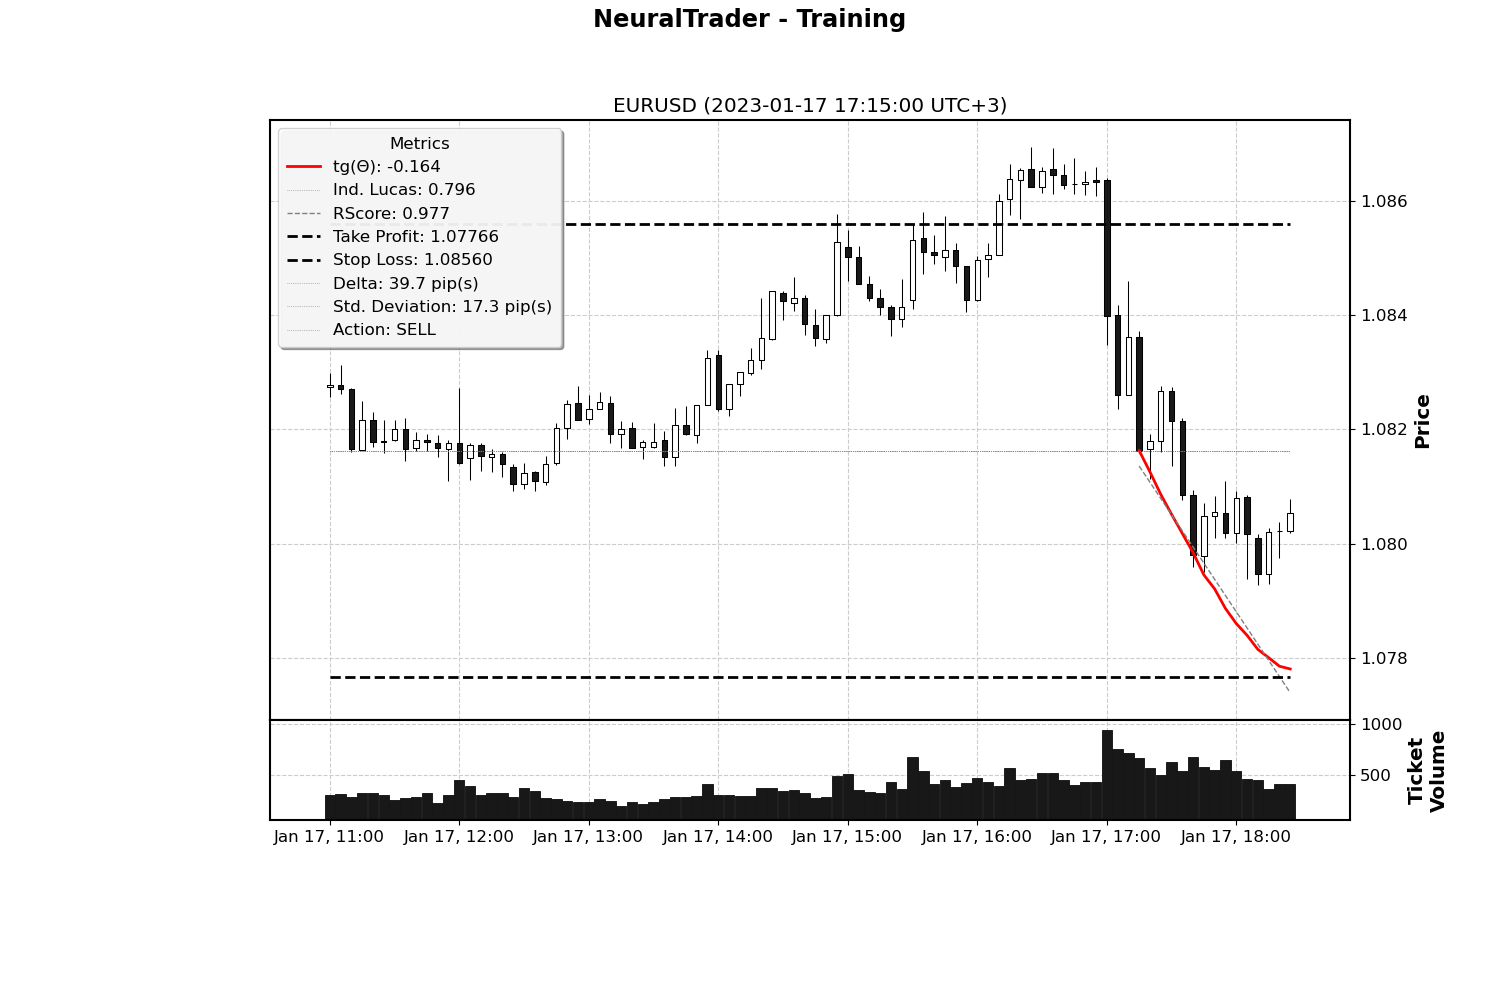 NeuralTrader - Training
EURUSD (2023-01-17 17:15:00 UTC+3)
Metrics
tg(Θ): -0.164
Ind. Lucas: 0.796
RScore: 0.977
Take Profit: 1.07766
Stop Loss: 1.08560
Delta: 39.7 pip(s)
Std. Deviation: 17.3 pip(s)
Action: SELL
1.086
1.084
1.082
1.080
1.078
Price
1000
500
Ticket
Volume
Jan 17, 11:00
Jan 17, 12:00
Jan 17, 13:00
Jan 17, 14:00
Jan 17, 15:00
Jan 17, 16:00
Jan 17, 17:00
Jan 17, 18:00